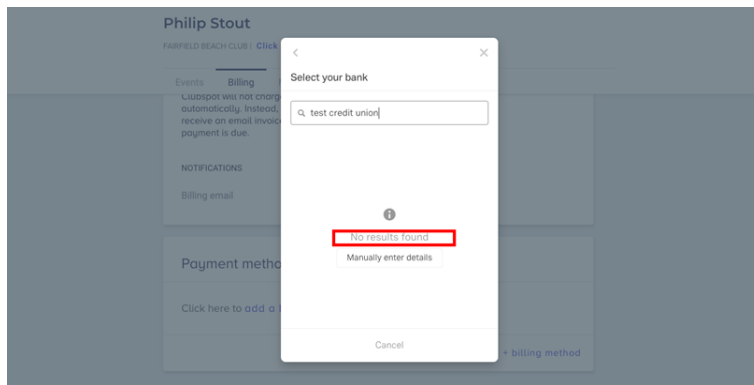 Philip Stout
FAIRFIELD BEACH CLUB | Click
Events Billing
Clubspot will not charg
automatically. Instead,
receive an email invoic
payment is due.
NOTIFICATIONS
Billing email
Payment metho
Click here to add a
+ billing method
Select your bank
test credit union
No results found
Manually enter details
Cancel